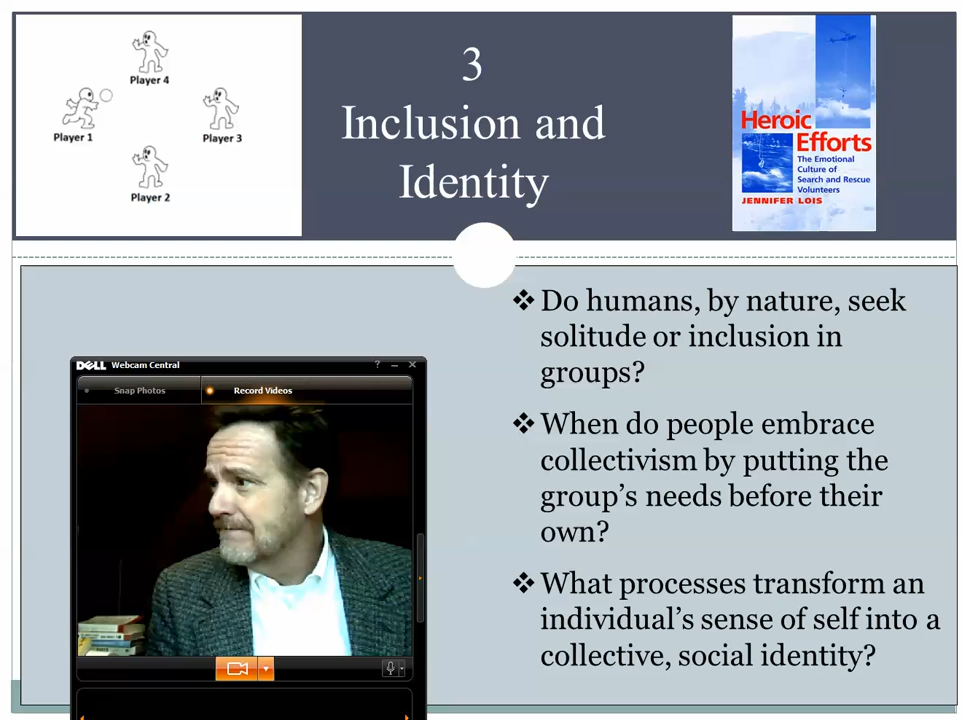 Player 4
Player 1
Player 3
Player 2
3
Inclusion and
Identity
Heroic
Efforts
The Emotional
Culture of
Search and Rescue
Volunteers
JENNIFER LOIS
❖ Do humans, by nature, seek
solitude or inclusion in
groups?
❖ When do people embrace
collectivism by putting the
group’s needs before their
own?
❖ What processes transform an
individual’s sense of self into a
collective, social identity?
DELL Webcam Central
Snap Photos
Record Videos